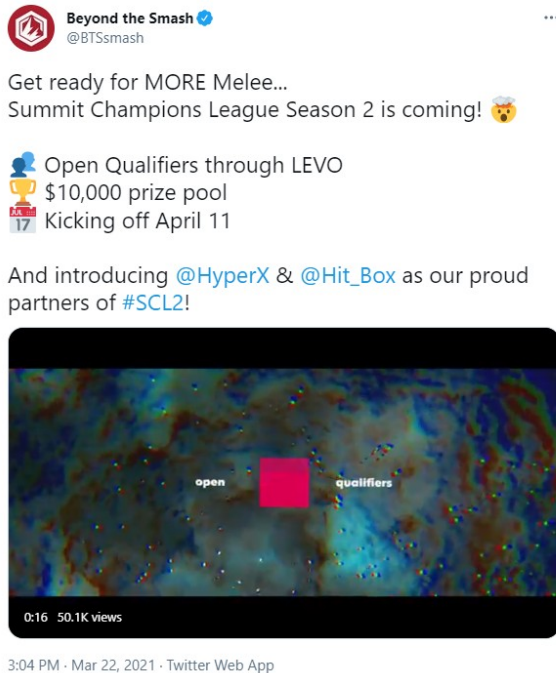 Beyond the Smash
@BTSsmash
Get ready for MORE Melee...
Summit Champions League Season 2 is coming! 🤯
👥 Open Qualifiers through LEVO
🏆 $10,000 prize pool
📅 Kicking off April 11
And introducing @HyperX & @Hit_Box as our proud
partners of #SCL2!
open qualifiers
0:16 50.1K views
3:04 PM · Mar 22, 2021 · Twitter Web App